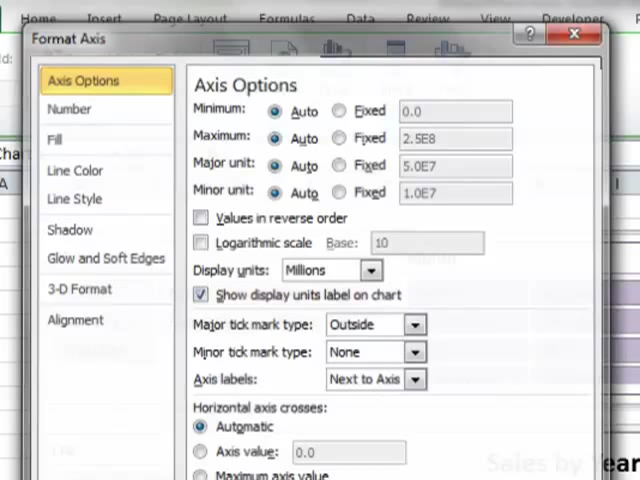 Home Insert Page Layout Formulas Data Review View Developer
Format Axis
Axis Options
Number
Fill
Line Color
Line Style
Shadow
Glow and Soft Edges
3-D Format
Alignment
Axis Options
Minimum: Auto Fixed 0.0
Maximum: Auto Fixed 2.5E8
Major unit: Auto Fixed 5.0E7
Minor unit: Auto Fixed 1.0E7
Values in reverse order
Logarithmic scale Base: 10
Display units: Millions
Show display units label on chart
Major tick mark type: Outside
Minor tick mark type: None
Axis labels: Next to Axis
Horizontal axis crosses:
Automatic
Axis value: 0.0
Maximum axis value
Sales by Year
A
I